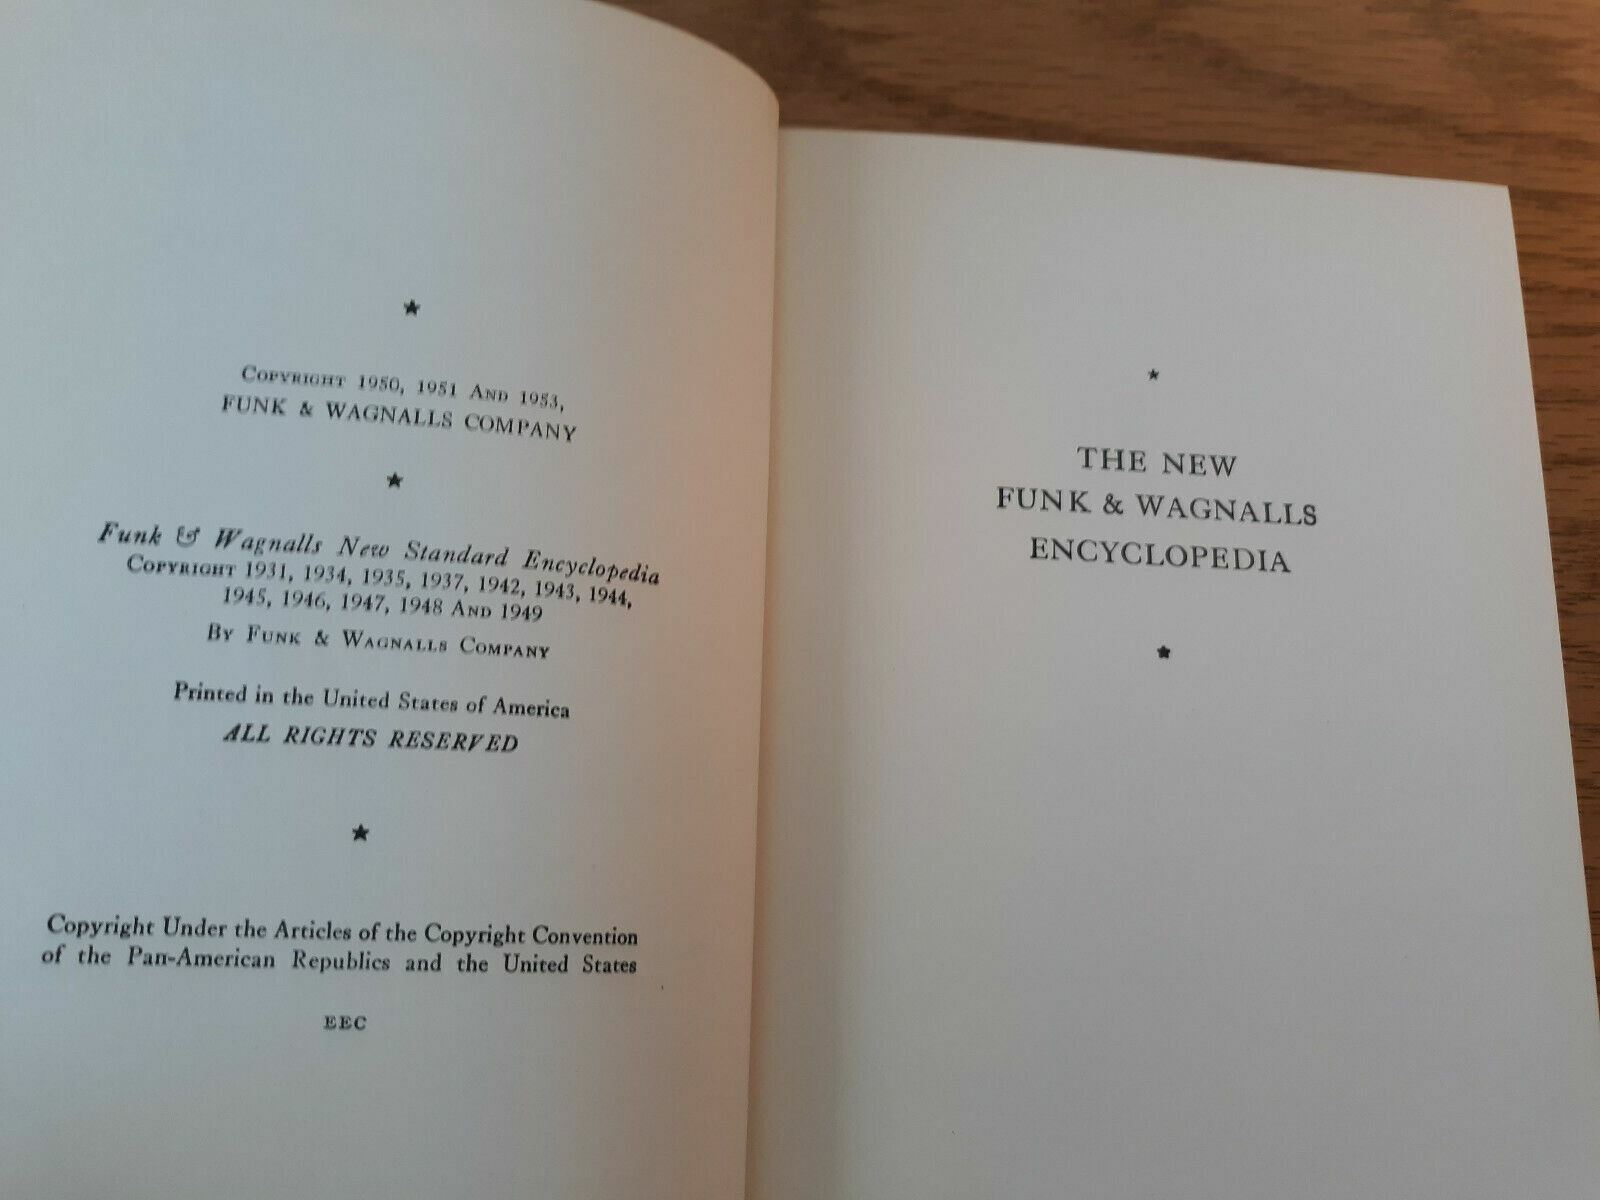 Copyright 1950, 1951 And 1953,
FUNK & WAGNALLS COMPANY
Funk & Wagnalls New Standard Encyclopedia
Copyright 1931, 1934, 1935, 1937, 1942, 1943, 1944,
1945, 1946, 1947, 1948 And 1949
By Funk & Wagnalls Company
Printed in the United States of America
ALL RIGHTS RESERVED
Copyright Under the Articles of the Copyright Convention
of the Pan-American Republics and the United States
EEC
THE NEW
FUNK & WAGNALLS
ENCYCLOPEDIA